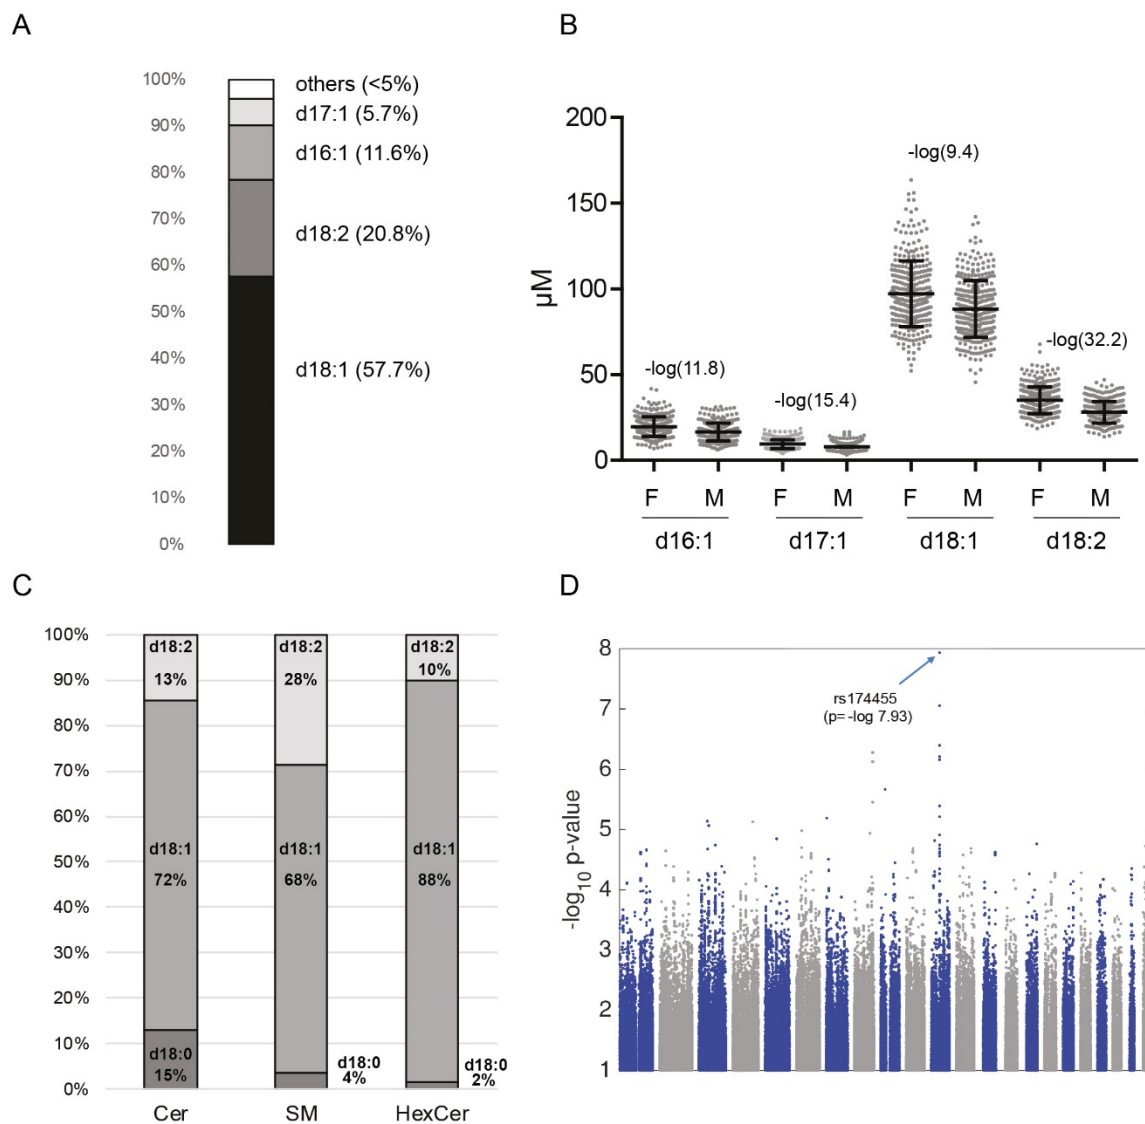 A
100%
90%
80%
70%
60%
50%
40%
30%
20%
10%
0%
others (<5%)
d17:1 (5.7%)
d16:1 (11.6%)
d18:2 (20.8%)
d18:1 (57.7%)
B
µM
200
150
100
50
0
-log(11.8)
-log(15.4)
-log(9.4)
-log(32.2)
F M F M F M F M
d16:1 d17:1 d18:1 d18:2
C
100%
90%
80%
70%
60%
50%
40%
30%
20%
10%
0%
d18:2
13%
d18:1
72%
d18:0
15%
d18:2
28%
d18:1
68%
d18:0
4%
d18:2
10%
d18:1
88%
d18:0
2%
Cer SM HexCer
D
-log10 p-value
8
7
6
5
4
3
2
1
rs174455
(p= -log 7.93)